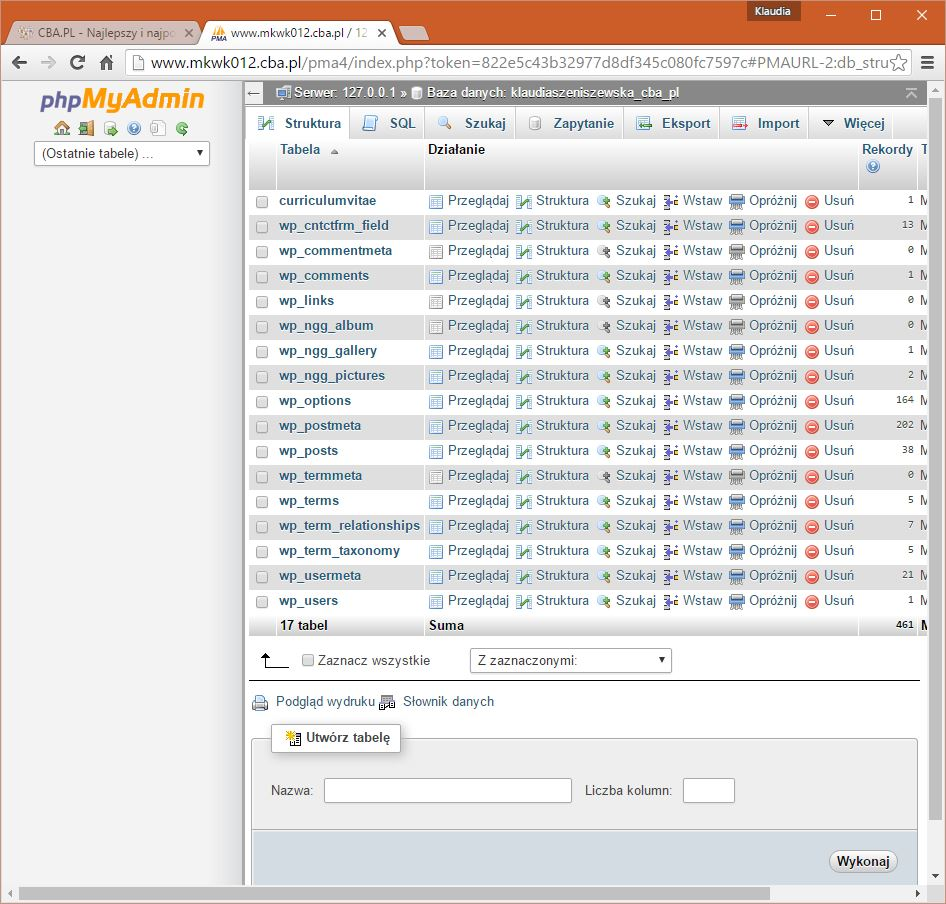 Klaudia
CBA.PL - Najlepszy i najpo
www.mkwk012.cba.pl / 12
www.mkwk012.cba.pl/pma4/index.php?token=822e5c43b32977d8df345c080fc7597c#PMAURL-2:db_stru
phpMyAdmin
(Ostatnie tabele) ...
Serwer: 127.0.0.1 » Baza danych: klaudiaszeniszewska_cba_pl
Struktura SQL Szukaj Zapytanie Eksport Import Więcej
Tabela Działanie Rekordy T
curriculumvitae Przeglądaj Struktura Szukaj Wstaw Opróżnij Usuń 1 M
wp_cntctfrm_field Przeglądaj Struktura Szukaj Wstaw Opróżnij Usuń 13 M
wp_commentmeta Przeglądaj Struktura Szukaj Wstaw Opróżnij Usuń 0 M
wp_comments Przeglądaj Struktura Szukaj Wstaw Opróżnij Usuń 1 M
wp_links Przeglądaj Struktura Szukaj Wstaw Opróżnij Usuń 0 M
wp_ngg_album Przeglądaj Struktura Szukaj Wstaw Opróżnij Usuń 0 M
wp_ngg_gallery Przeglądaj Struktura Szukaj Wstaw Opróżnij Usuń 1 M
wp_ngg_pictures Przeglądaj Struktura Szukaj Wstaw Opróżnij Usuń 2 M
wp_options Przeglądaj Struktura Szukaj Wstaw Opróżnij Usuń 164 M
wp_postmeta Przeglądaj Struktura Szukaj Wstaw Opróżnij Usuń 202 M
wp_posts Przeglądaj Struktura Szukaj Wstaw Opróżnij Usuń 38 M
wp_termmeta Przeglądaj Struktura Szukaj Wstaw Opróżnij Usuń 0 M
wp_terms Przeglądaj Struktura Szukaj Wstaw Opróżnij Usuń 5 M
wp_term_relationships Przeglądaj Struktura Szukaj Wstaw Opróżnij Usuń 7 M
wp_term_taxonomy Przeglądaj Struktura Szukaj Wstaw Opróżnij Usuń 5 M
wp_usermeta Przeglądaj Struktura Szukaj Wstaw Opróżnij Usuń 21 M
wp_users Przeglądaj Struktura Szukaj Wstaw Opróżnij Usuń 1 M
17 tabel Suma 461 M
Zaznacz wszystkie Z zaznaczonymi:
Podgląd wydruku Słownik danych
Utwórz tabelę
Nazwa: Liczba kolumn:
Wykonaj